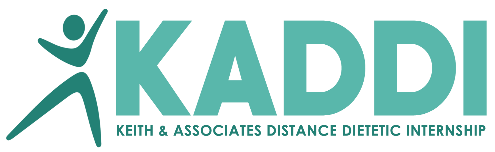 KADDI
KEITH & ASSOCIATES DISTANCE DIETETIC INTERNSHIP